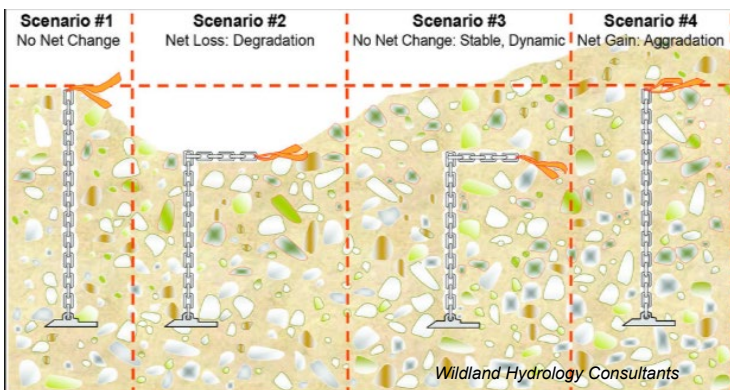 Scenario #1
No Net Change
Scenario #2
Net Loss: Degradation
Scenario #3
No Net Change: Stable, Dynamic
Scenario #4
Net Gain: Aggradation
Wildland Hydrology Consultants